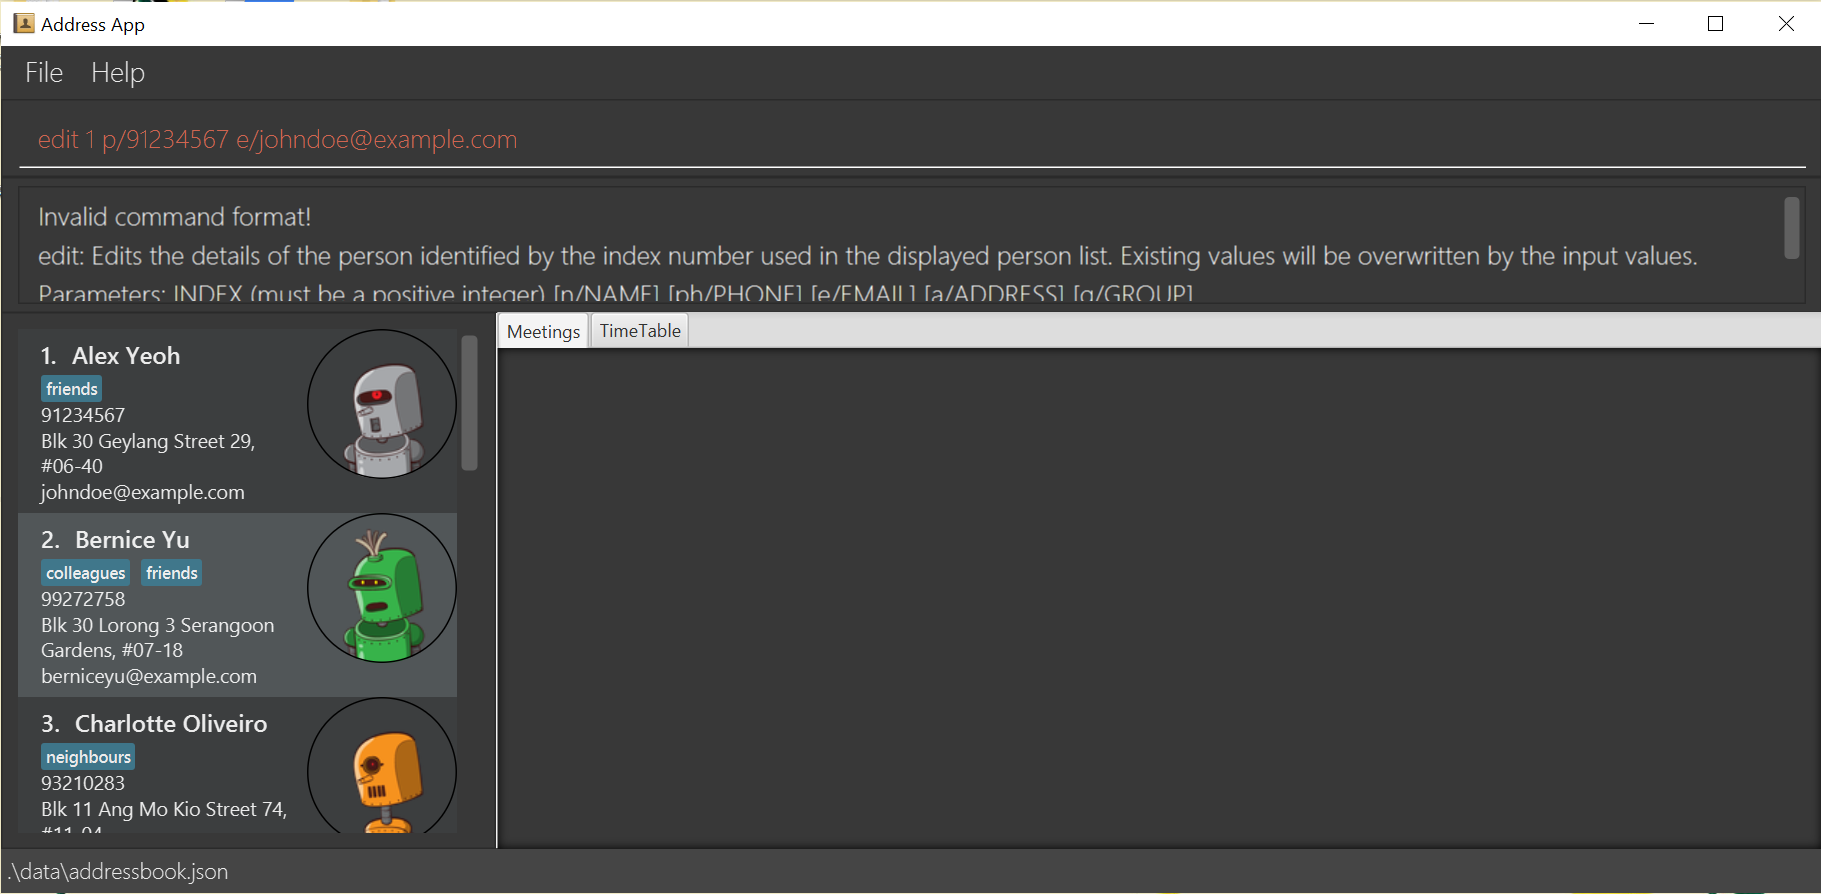 Address App
File Help
edit 1 p/91234567 e/johndoe@example.com
Invalid command format!
edit: Edits the details of the person identified by the index number used in the displayed person list. Existing values will be overwritten by the input values.
Parameters: INDEX (must be a positive integer) [n/NAME] [ph/PHONE] [e/EMAIL] [a/ADDRESS] [g/GROUP]
Meetings TimeTable
1. Alex Yeoh
friends
91234567
Blk 30 Geylang Street 29,
#06-40
johndoe@example.com
2. Bernice Yu
colleagues friends
99272758
Blk 30 Lorong 3 Serangoon
Gardens, #07-18
berniceyu@example.com
3. Charlotte Oliveiro
neighbours
93210283
Blk 11 Ang Mo Kio Street 74,
#11-04
.\data\addressbook.json